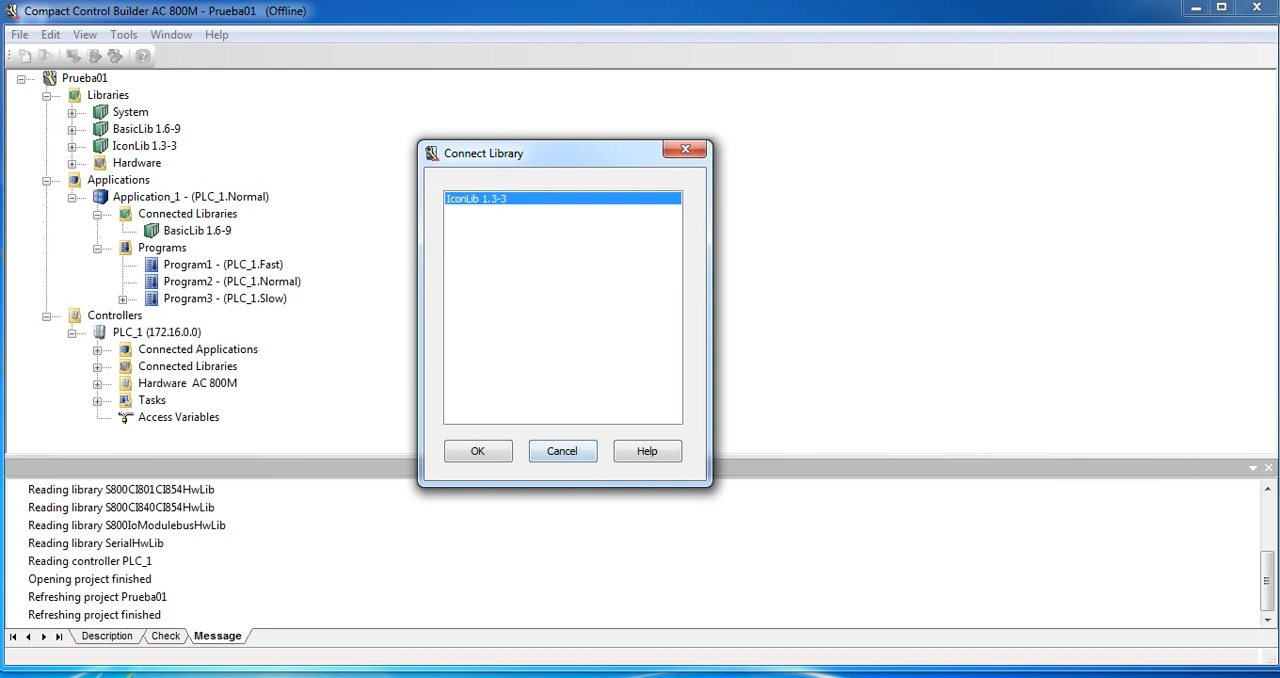 Compact Control Builder AC 800M - Prueba01 (Offline)
File Edit View Tools Window Help
Prueba01
Libraries
System
BasicLib 1.6-9
IconLib 1.3-3
Hardware
Applications
Application_1 - (PLC_1.Normal)
Connected Libraries
BasicLib 1.6-9
Programs
Program1 - (PLC_1.Fast)
Program2 - (PLC_1.Normal)
Program3 - (PLC_1.Slow)
Controllers
PLC_1 (172.16.0.0)
Connected Applications
Connected Libraries
Hardware AC 800M
Tasks
Access Variables
Connect Library
IconLib 1.3-3
OK Cancel Help
Reading library S800CI801CI854HwLib
Reading library S800CI840CI854HwLib
Reading library S800IoModulebusHwLib
Reading library SerialHwLib
Reading controller PLC_1
Opening project finished
Refreshing project Prueba01
Refreshing project finished
Description Check Message